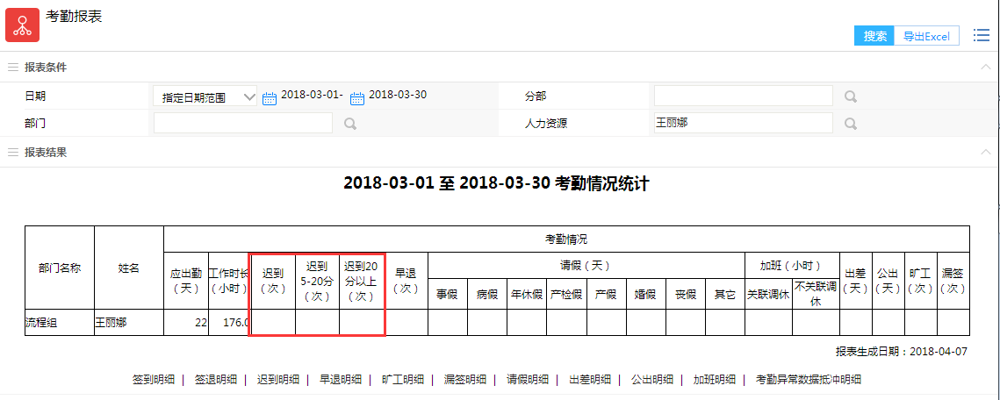 考勤报表
搜索 导出Excel
报表条件
日期 指定日期范围 2018-03-01- 2018-03-30 分部
部门 人力资源 王丽娜
报表结果
2018-03-01 至 2018-03-30 考勤情况统计
部门名称 姓名 考勤情况
应出勤（天） 工作时长（小时） 迟到（次） 迟到5-20分（次） 迟到20分以上（次） 早退（次） 请假（天） 加班（小时） 出差（天） 公出（天） 旷工（次） 漏签（次）
事假 病假 年休假 产检假 产假 婚假 丧假 其它 关联调休 不关联调休
流程组 王丽娜 22 176.0
报表生成日期：2018-04-07
签到明细 | 签退明细 | 迟到明细 | 早退明细 | 旷工明细 | 漏签明细 | 请假明细 | 出差明细 | 公出明细 | 加班明细 | 考勤异常数据抵冲明细